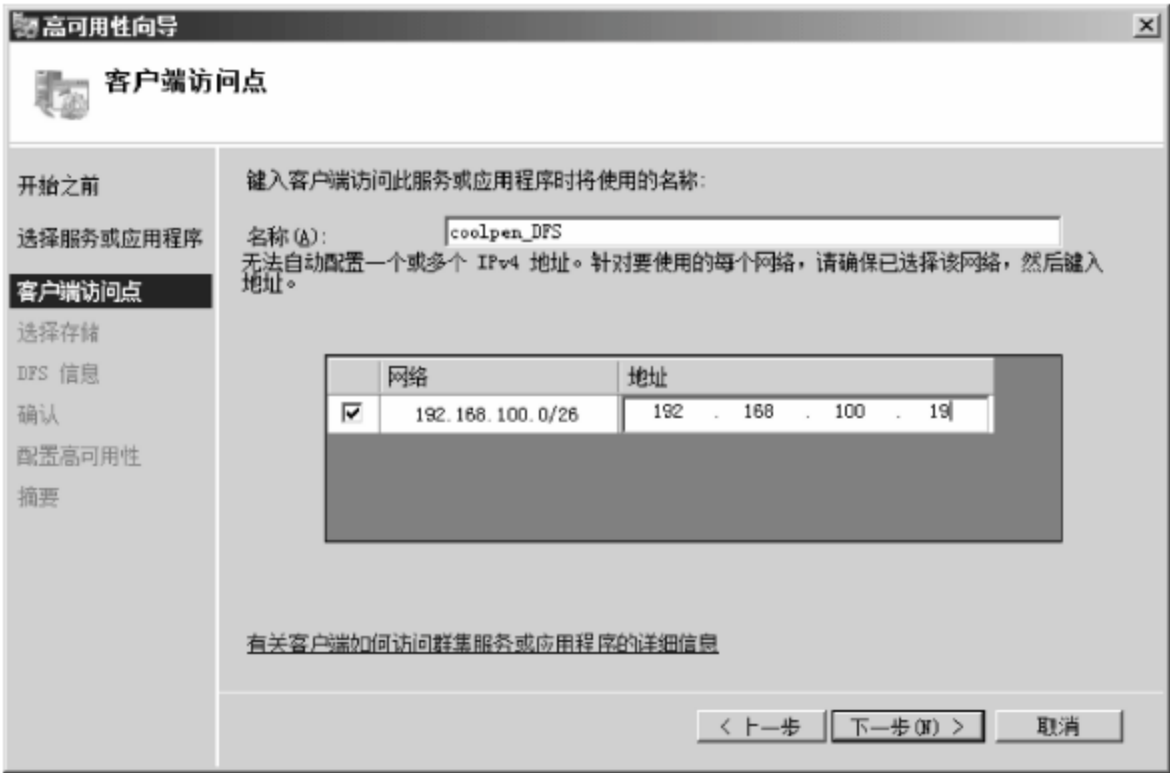 高可用性向导
客户端访问点
开始之前
选择服务或应用程序
客户端访问点
选择存储
DFS 信息
确认
配置高可用性
摘要
键入客户端访问此服务或应用程序时将使用的名称:
名称(A): coolpen_DFS
无法自动配置一个或多个 IPv4 地址。针对要使用的每个网络，请确保已选择该网络，然后键入
地址。
网络 地址
192.168.100.0/26 192 . 168 . 100 . 19
有关客户端如何访问群集服务或应用程序的详细信息
< 上一步 下一步(N) > 取消